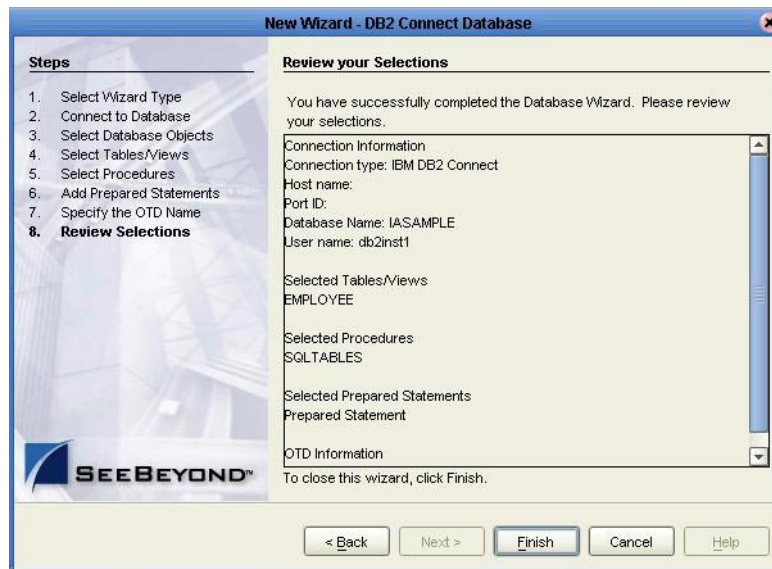 New Wizard - DB2 Connect Database
Steps
1. Select Wizard Type
2. Connect to Database
3. Select Database Objects
4. Select Tables/Views
5. Select Procedures
6. Add Prepared Statements
7. Specify the OTD Name
8. Review Selections
SEEBEYOND™
Review your Selections
You have successfully completed the Database Wizard. Please review
your selections.
Connection Information
Connection type: IBM DB2 Connect
Host name:
Port ID:
Database Name: IASAMPLE
User name: db2inst1
Selected Tables/Views
EMPLOYEE
Selected Procedures
SQLTABLES
Selected Prepared Statements
Prepared Statement
OTD Information
To close this wizard, click Finish.
< Back
Next >
Finish
Cancel
Help